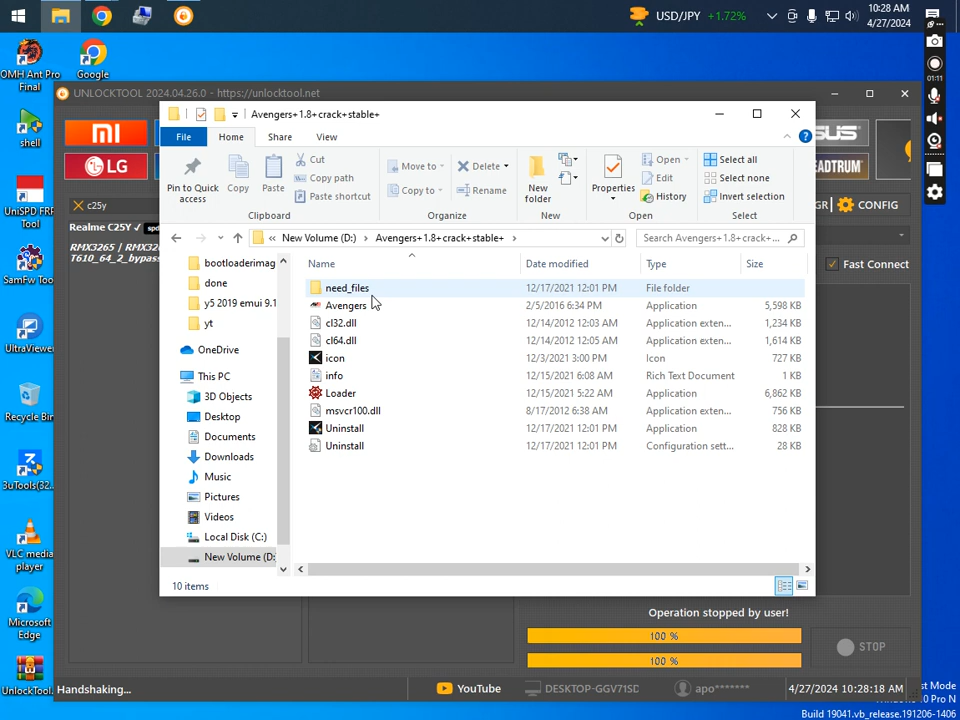 USD/JPY +1.72%
10:28 AM
4/27/2024
OMH Ant Pro
Final
Google
shell
UniSPD FRP
Tool
SamFw Tool
UltraViewer
Recycle Bin
3uTools(32...
VLC media
player
Microsoft
Edge
UnlockTool.
UNLOCKTOOL 2024.04.26.0 - https://unlocktool.net
LG
c25y
Realme C25Y
T610_64_2_bypass
CONFIG
Fast Connect
01:11
Avengers+1.8+crack+stable+
File Home Share View
Pin to Quick
access
Copy
Paste
Cut
Copy path
Paste shortcut
Clipboard
Move to
Copy to
Delete
Rename
Organize
New
folder
New
Properties
Open
Edit
History
Open
Select all
Select none
Invert selection
Select
« New Volume (D:) › Avengers+1.8+crack+stable+ ›
Search Avengers+1.8+crack+...
bootloaderimag
done
y5 2019 emui 9.1
yt
OneDrive
This PC
3D Objects
Desktop
Documents
Downloads
Music
Pictures
Videos
Local Disk (C:)
New Volume (D:
Name Date modified Type Size
need_files 12/17/2021 12:01 PM File folder
Avengers 2/5/2016 6:34 PM Application 5,598 KB
cl32.dll 12/14/2012 12:03 AM Application exten... 1,234 KB
cl64.dll 12/14/2012 12:05 AM Application exten... 1,614 KB
icon 12/3/2021 3:00 PM Icon 727 KB
info 12/15/2021 6:08 AM Rich Text Document 1 KB
Loader 12/15/2021 5:22 AM Application 6,862 KB
msvcr100.dll 8/17/2012 6:38 AM Application exten... 756 KB
Uninstall 12/17/2021 12:01 PM Application 828 KB
Uninstall 12/17/2021 12:01 PM Configuration sett... 28 KB
10 items
Operation stopped by user!
100 %
100 %
STOP
Handshaking...
YouTube
DESKTOP-GGV71SD
apo*******
4/27/2024 10:28:18 AM
Build 19041.vb_release.191206-1406